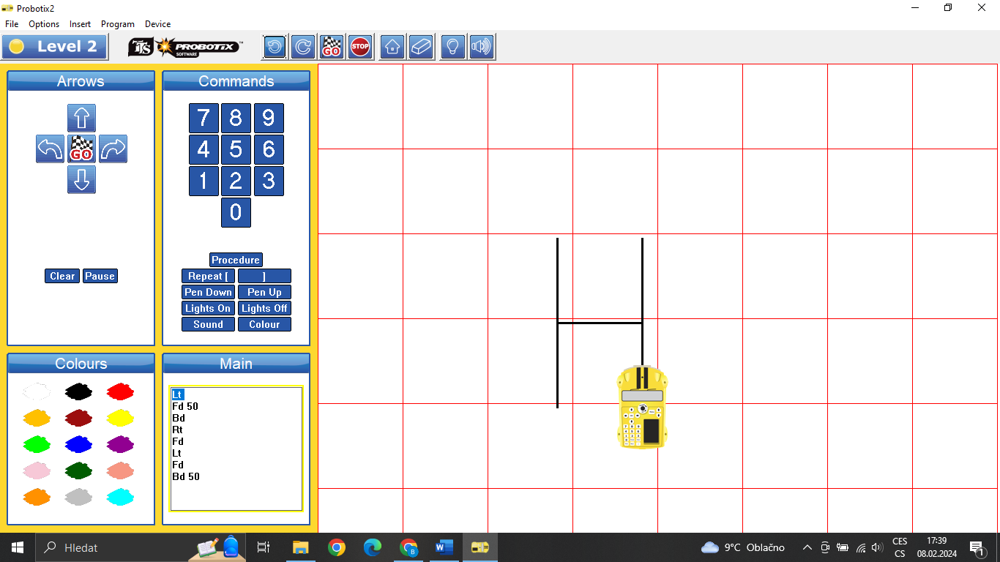 Probotix2
File Options Insert Program Device
Level 2
TTS PROBOTIX™
SOFTWARE
GO
STOP
Arrows
GO
Clear Pause
Commands
7 8 9
4 5 6
1 2 3
0
Procedure
Repeat [ ]
Pen Down Pen Up
Lights On Lights Off
Sound Colour
Colours
Main
Lt
Fd 50
Bd
Rt
Fd
Lt
Fd
Bd 50
Hledat
9°C Oblačno
CES
CS
17:39
08.02.2024
1